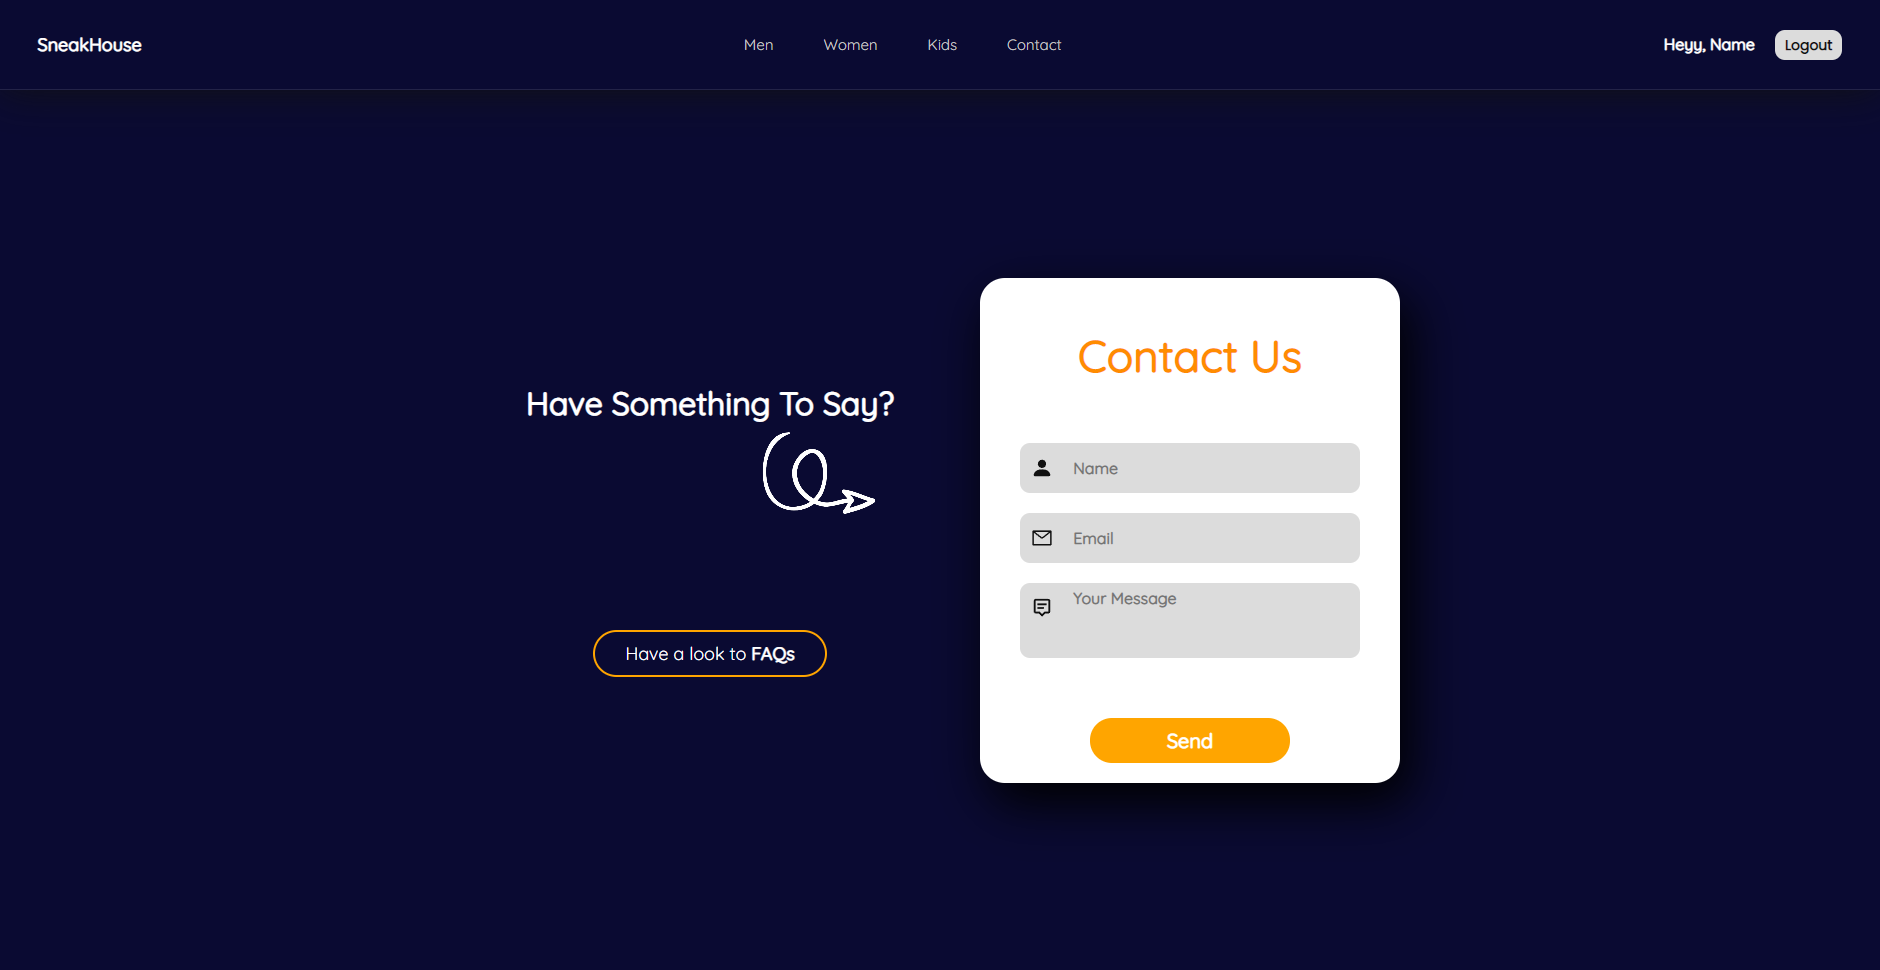 SneakHouse
Men
Women
Kids
Contact
Heyy, Name
Logout
Have Something To Say?
Have a look to FAQs
Contact Us
Name
Email
Your Message
Send